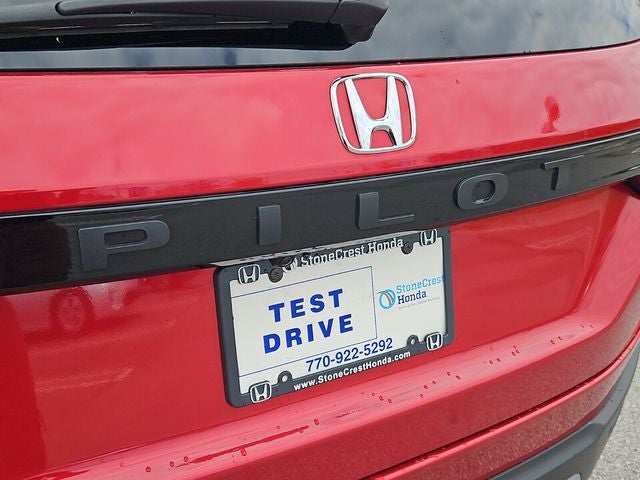 PILOT
StoneCrest Honda
TEST
DRIVE
StoneCrest
Honda
770-922-5292
www.StoneCrestHonda.com